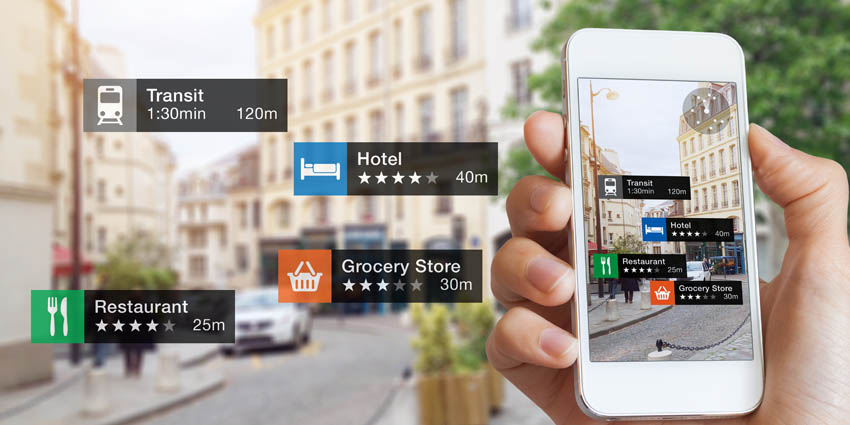 Transit
1:30min 120m
Hotel
★★★★★ 40m
Grocery Store
★★★★★ 30m
Restaurant
★★★★★ 25m
Transit
1:30min 120m
Hotel
★★★★★ 40m
Restaurant
★★★★★ 25m
Grocery Store
★★★★★ 30m